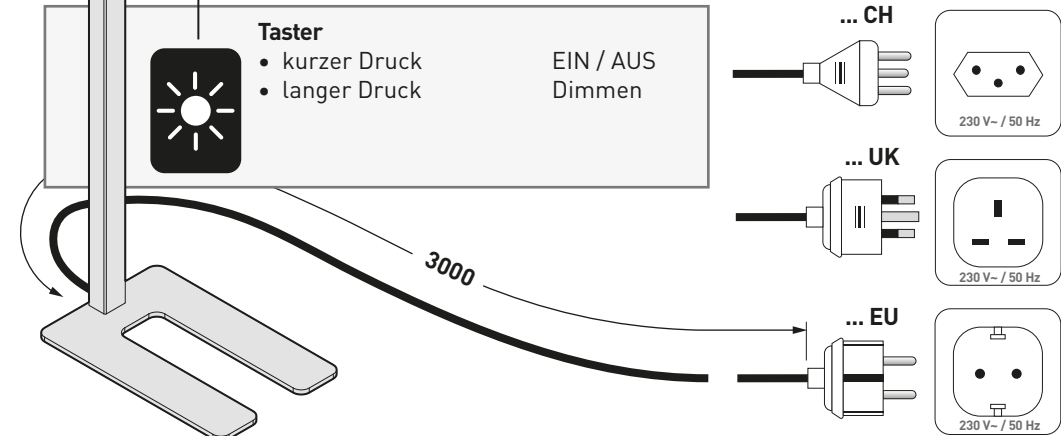 Taster
• kurzer Druck EIN / AUS
• langer Druck Dimmen
3000
... CH
230 V~ / 50 Hz
... UK
230 V~ / 50 Hz
... EU
230 V~ / 50 Hz